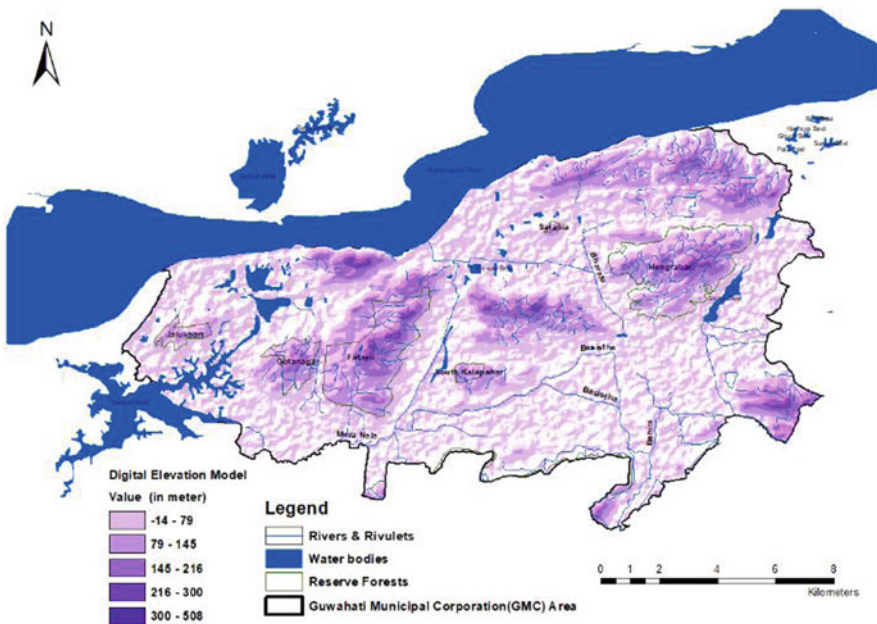 N
Sarania
Bharalu
Hengrabari
Jalukbari
Gotanagar
Fatasil
South Kalapahar
Basistha
Bahini
Mora Nala
Digital Elevation Model
Value (in meter)
-14 - 79
79 - 145
145 - 216
216 - 300
300 - 508
Legend
Rivers & Rivulets
Water bodies
Reserve Forests
Guwahati Municipal Corporation(GMC) Area
0 1 2 4 6 8
Kilometers